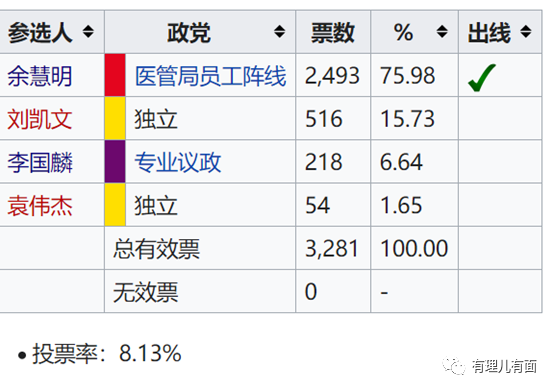 参选人 政党 票数 % 出线
余慧明 医管局员工阵线 2,493 75.98 ✓
刘凯文 独立 516 15.73
李国麟 专业议政 218 6.64
袁伟杰 独立 54 1.65
总有效票 3,281 100.00
无效票 0 -
• 投票率：8.13%
有理儿有面